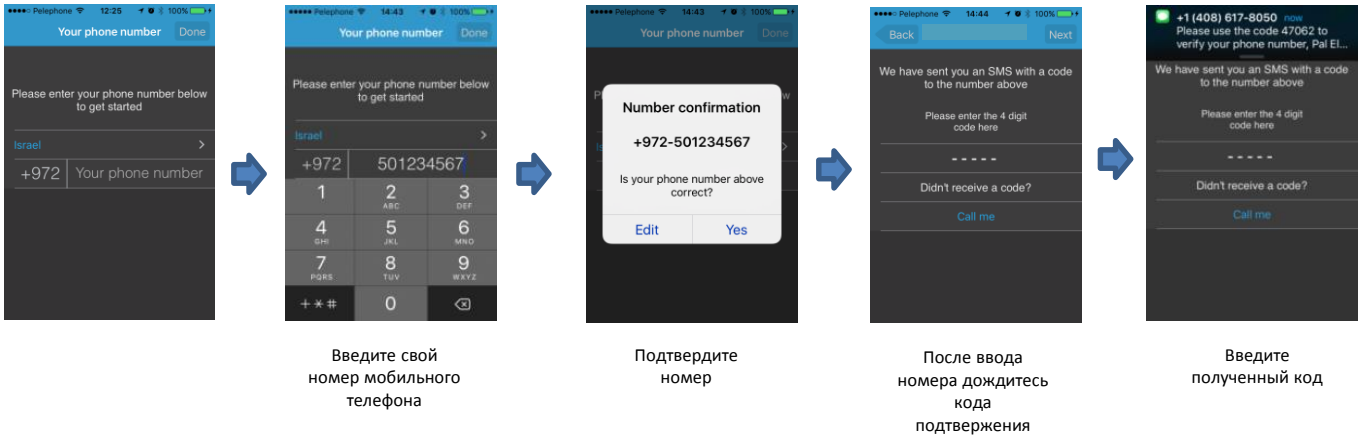 Pelephone 12:25 100%
Your phone number Done
Please enter your phone number below
to get started
Israel
+972 Your phone number
Pelephone 14:43 100%
Your phone number Done
Please enter your phone number below
to get started
Israel
+972 501234567
1 2 3
ABC DEF
4 5 6
GHI JKL MNO
7 8 9
PQRS TUV WXYZ
+*# 0
Введите свой
номер мобильного
телефона
Pelephone 14:43 100%
Your phone number Done
Number confirmation
+972-501234567
Is your phone number above
correct?
Edit Yes
Подтвердите
номер
Pelephone 14:44 100%
Back Next
We have sent you an SMS with a code
to the number above
Please enter the 4 digit
code here
- - - - -
Didn't receive a code?
Call me
После ввода
номера дождитесь
кода
подтвержения
+1 (408) 617-8050 now
Please use the code 47062 to
verify your phone number, Pal El...
We have sent you an SMS with a code
to the number above
Please enter the 4 digit
code here
- - - - -
Didn't receive a code?
Call me
Введите
полученный код